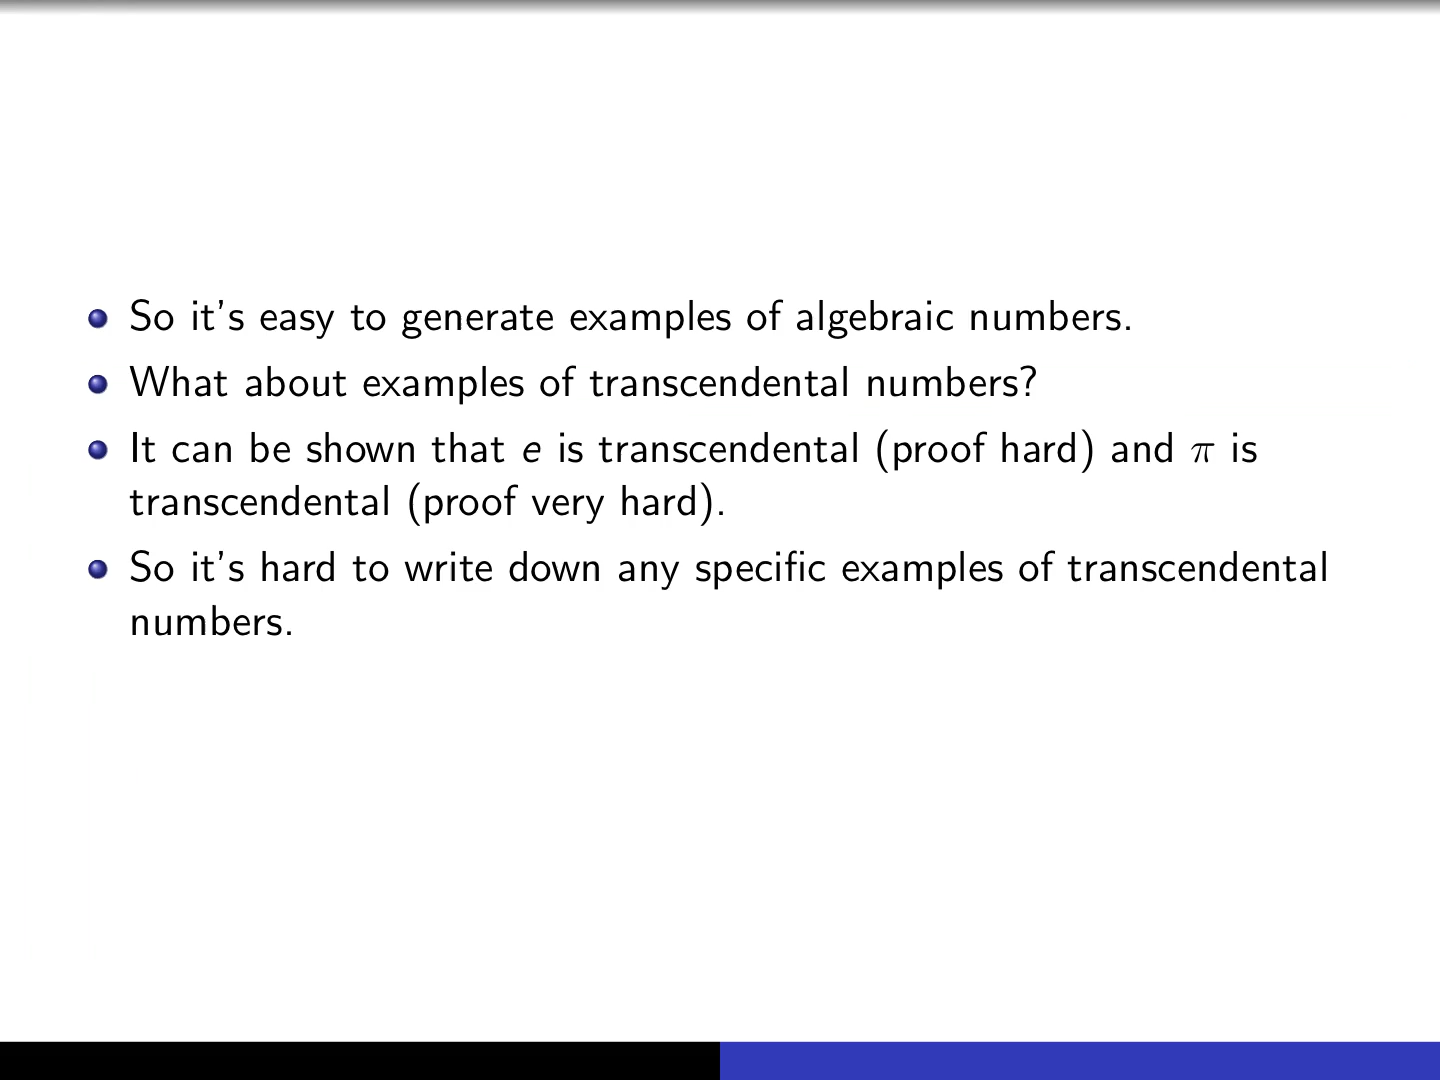 So it's easy to generate examples of algebraic numbers.
What about examples of transcendental numbers?
It can be shown that e is transcendental (proof hard) and π is
transcendental (proof very hard).
So it's hard to write down any specific examples of transcendental
numbers.